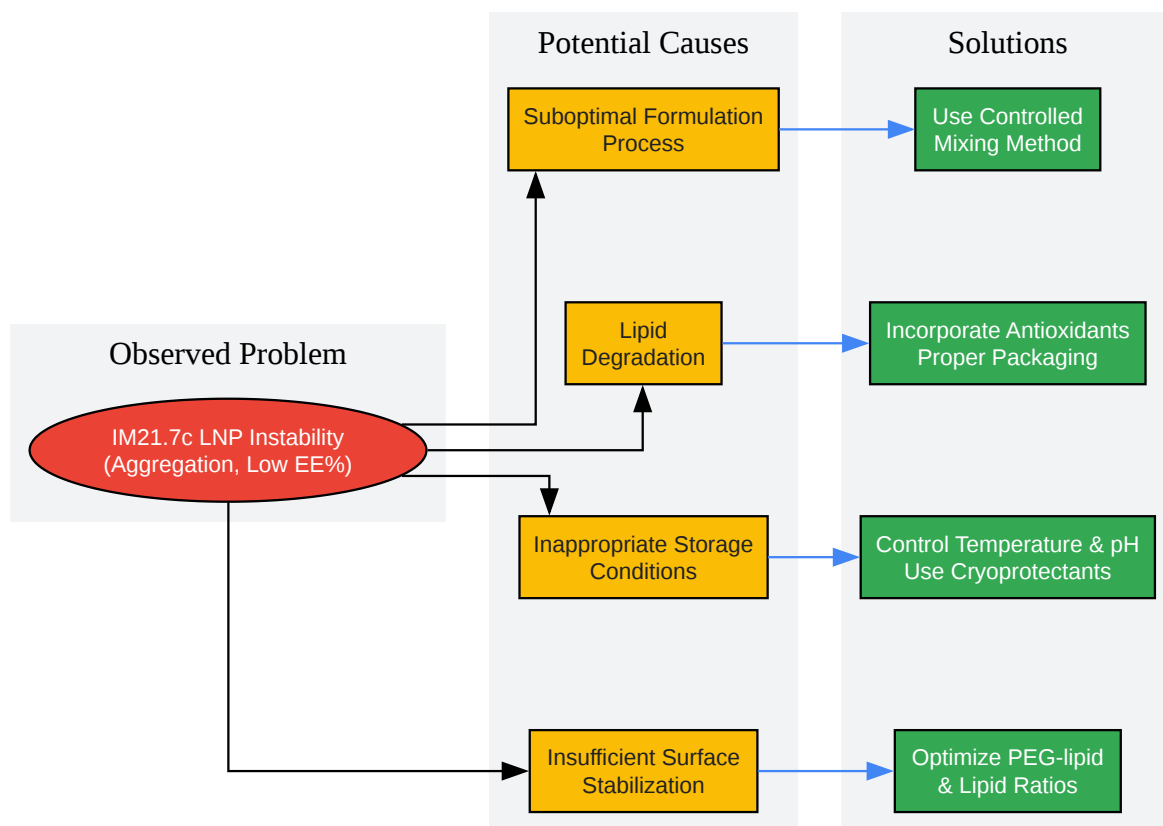 Observed Problem
IM21.7c LNP Instability
(Aggregation, Low EE%)
Potential Causes
Suboptimal Formulation
Process
Lipid
Degradation
Inappropriate Storage
Conditions
Insufficient Surface
Stabilization
Solutions
Use Controlled
Mixing Method
Incorporate Antioxidants
Proper Packaging
Control Temperature & pH
Use Cryoprotectants
Optimize PEG-lipid
& Lipid Ratios